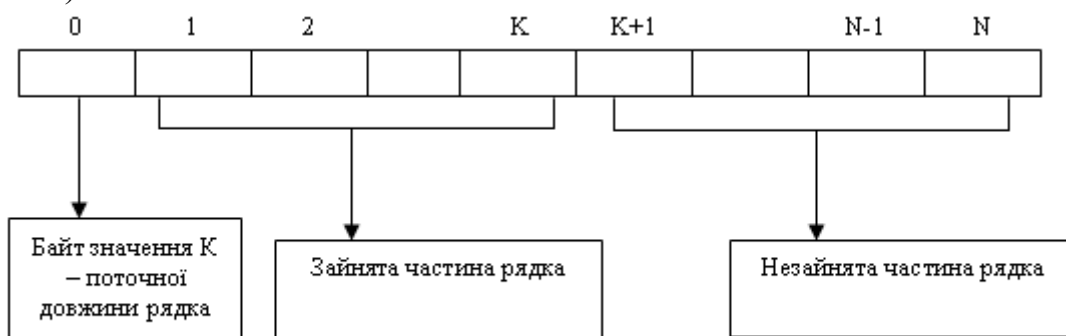 )
0 1 2 K K+1 N-1 N
Байт значення К
– поточної
довжини рядка
Зайнята частина рядка
Незайнята частина рядка